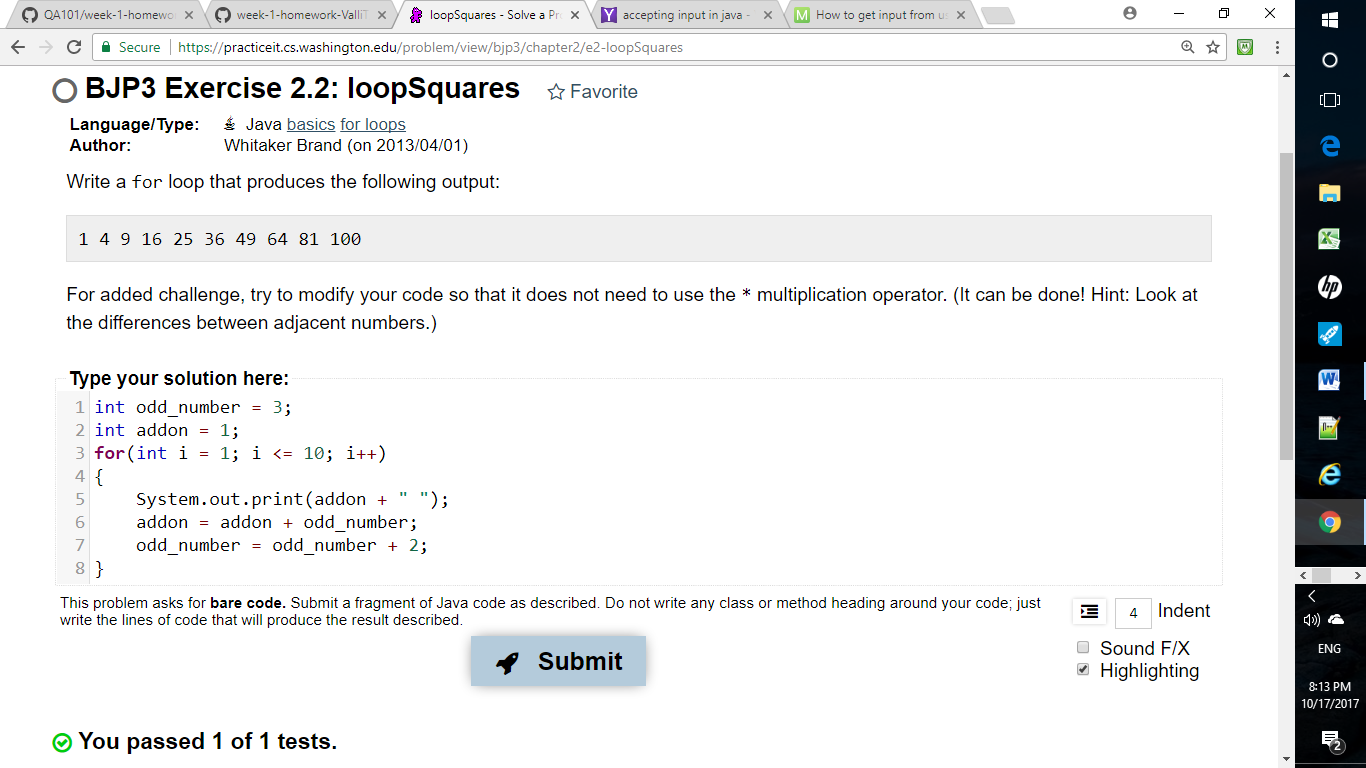 QA101/week-1-homewo
week-1-homework-ValliT
loopSquares - Solve a Pr
accepting input in java -
How to get input from us
Secure | https://practiceit.cs.washington.edu/problem/view/bjp3/chapter2/e2-loopSquares
BJP3 Exercise 2.2: loopSquares Favorite
Language/Type: Java basics for loops
Author: Whitaker Brand (on 2013/04/01)
Write a for loop that produces the following output:
1 4 9 16 25 36 49 64 81 100
For added challenge, try to modify your code so that it does not need to use the * multiplication operator. (It can be done! Hint: Look at
the differences between adjacent numbers.)
Type your solution here:
1 int odd_number = 3;
2 int addon = 1;
3 for(int i = 1; i <= 10; i++)
4 {
5     System.out.print(addon + " ");
6     addon = addon + odd_number;
7     odd_number = odd_number + 2;
8 }
This problem asks for bare code. Submit a fragment of Java code as described. Do not write any class or method heading around your code; just
write the lines of code that will produce the result described.
4 Indent
Submit
Sound F/X
Highlighting
You passed 1 of 1 tests.
hp
ENG
8:13 PM
10/17/2017
2